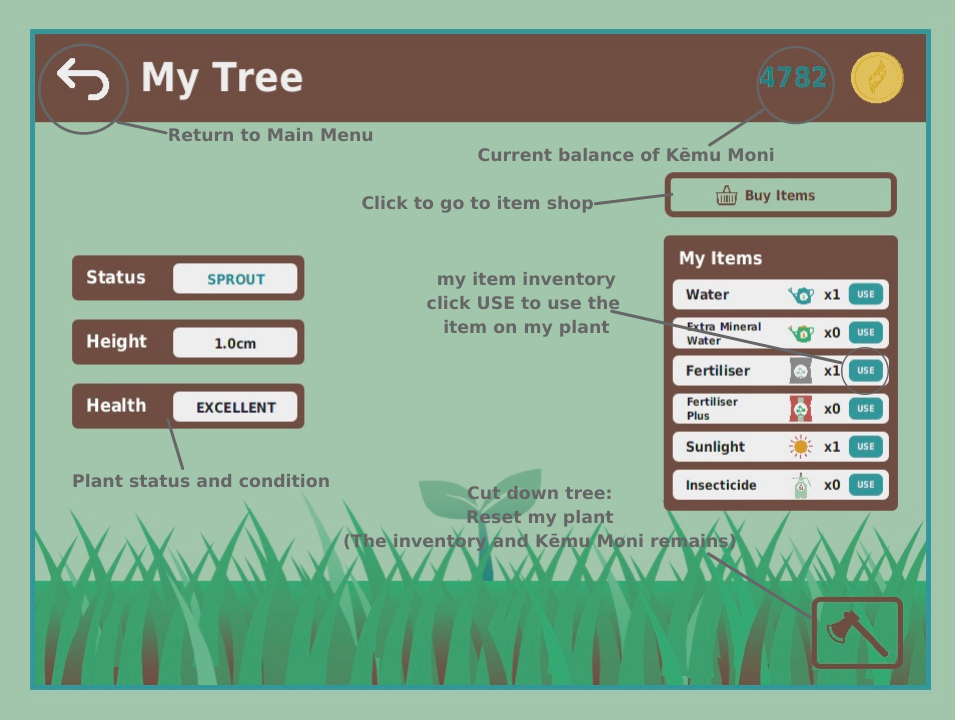 My Tree
4782
Return to Main Menu
Current balance of Kēmu Moni
Click to go to item shop
Buy Items
My Items
Water x1 USE
Extra Mineral
Water
x0 USE
Fertiliser x1 USE
Fertiliser
Plus
x0 USE
Sunlight x1 USE
Insecticide x0 USE
my item inventory
click USE to use the
item on my plant
Status SPROUT
Height 1.0cm
Health EXCELLENT
Plant status and condition
Cut down tree:
Reset my plant
(The inventory and Kēmu Moni remains)